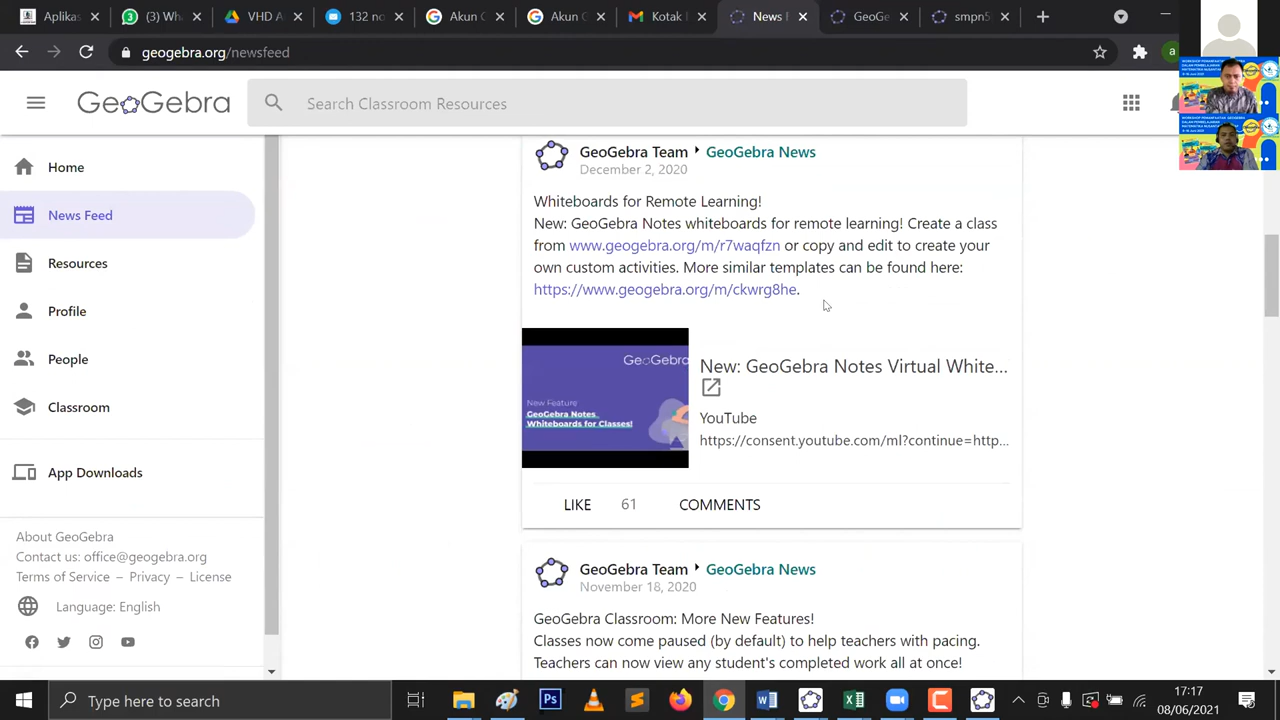 Aplikas
(3) Wh
VHD A
132 no
Akun G
Akun G
Kotak
News F
GeoGe
smpn5
geogebra.org/newsfeed
GeoGebra
Search Classroom Resources
Home
News Feed
Resources
Profile
People
Classroom
App Downloads
About GeoGebra
Contact us: office@geogebra.org
Terms of Service – Privacy – License
Language: English
GeoGebra Team GeoGebra News
December 2, 2020
Whiteboards for Remote Learning!
New: GeoGebra Notes whiteboards for remote learning! Create a class
from www.geogebra.org/m/r7waqfzn or copy and edit to create your
own custom activities. More similar templates can be found here:
https://www.geogebra.org/m/ckwrg8he.
GeoGebra
New Feature
GeoGebra Notes
Whiteboards for Classes!
New: GeoGebra Notes Virtual White...
YouTube
https://consent.youtube.com/ml?continue=http...
LIKE 61 COMMENTS
GeoGebra Team GeoGebra News
November 18, 2020
GeoGebra Classroom: More New Features!
Classes now come paused (by default) to help teachers with pacing.
Teachers can now view any student's completed work all at once!
Type here to search
17:17
08/06/2021